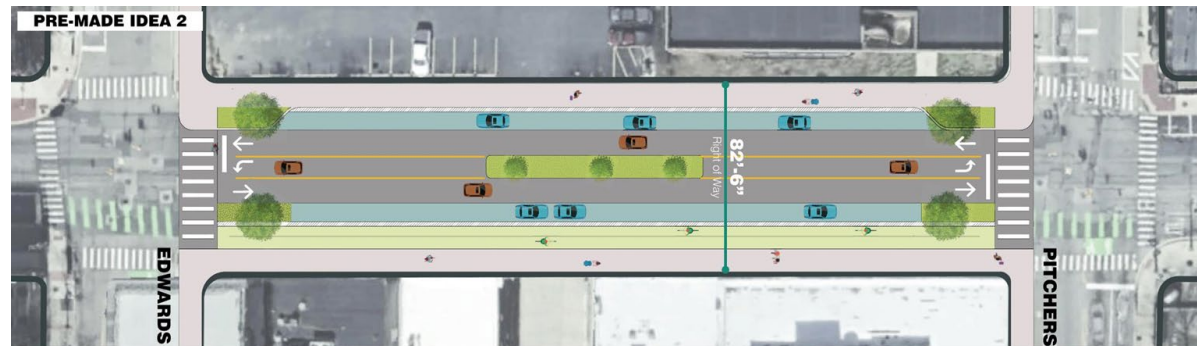 PRE-MADE IDEA 2
82'-6"
Right of Way
EDWARDS
PITCHERS